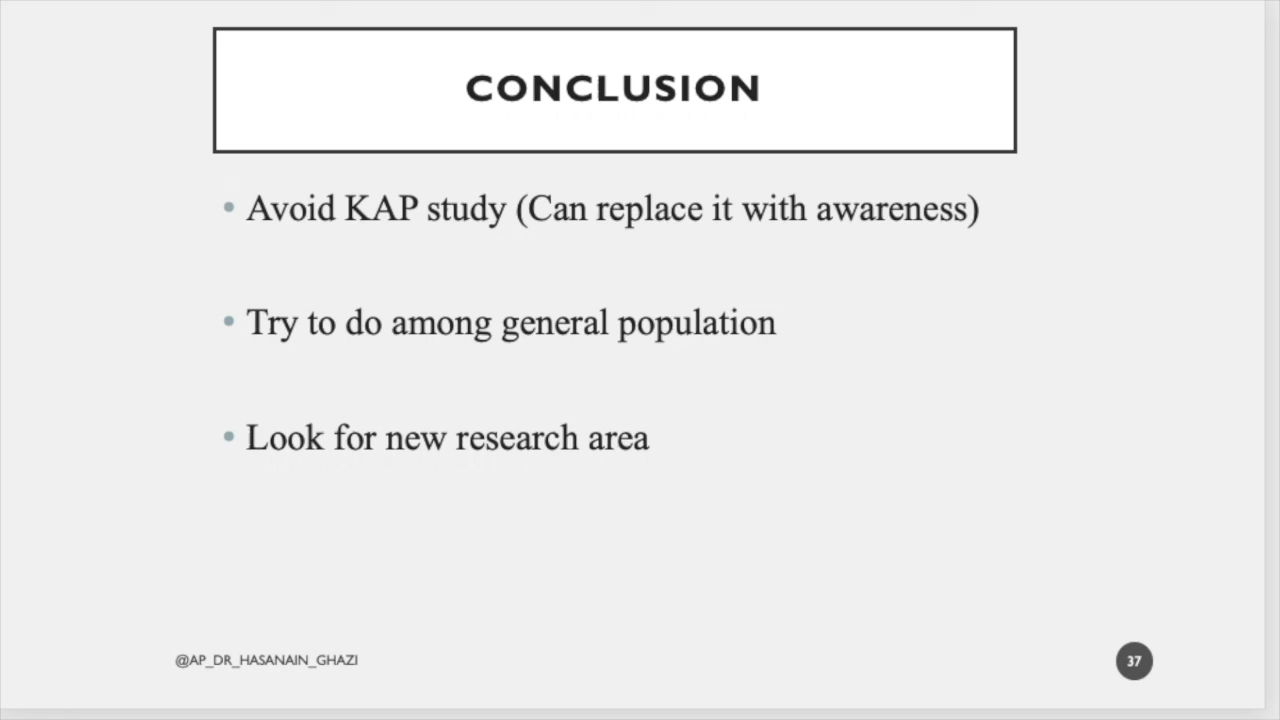 CONCLUSION
• Avoid KAP study (Can replace it with awareness)
• Try to do among general population
• Look for new research area
@AP_DR_HASANAIN_GHAZI
37